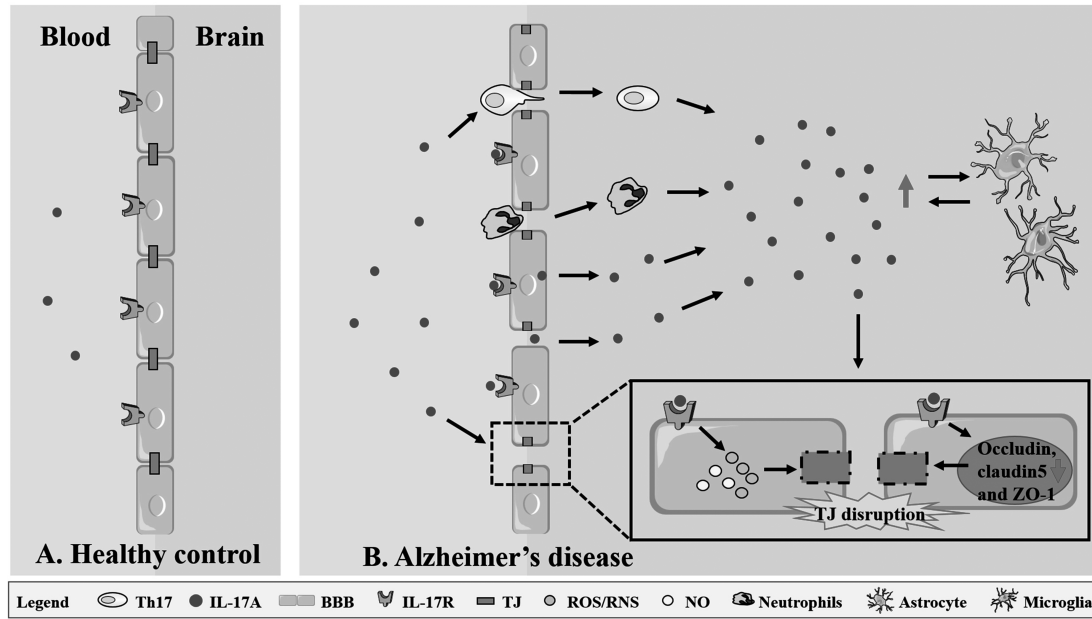 Blood Brain
Occludin,
claudin5
and ZO-1
TJ disruption
A. Healthy control
B. Alzheimer's disease
Legend Th17 IL-17A BBB IL-17R TJ ROS/RNS NO Neutrophils Astrocyte Microglia